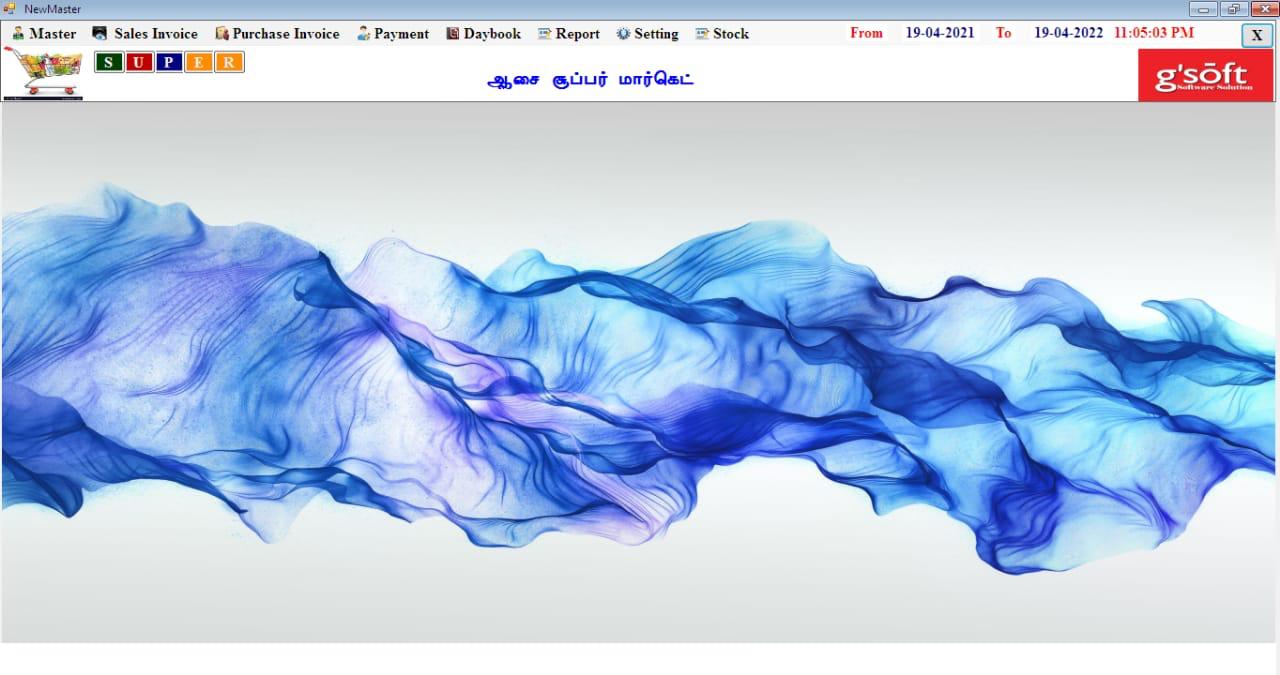 NewMaster
Master Sales Invoice Purchase Invoice Payment Daybook Report Setting Stock From 19-04-2021 To 19-04-2022 11:05:03 PM X
S U P E R
ஆசை சூப்பர் மார்கெட்
g'sōft
Software Solution